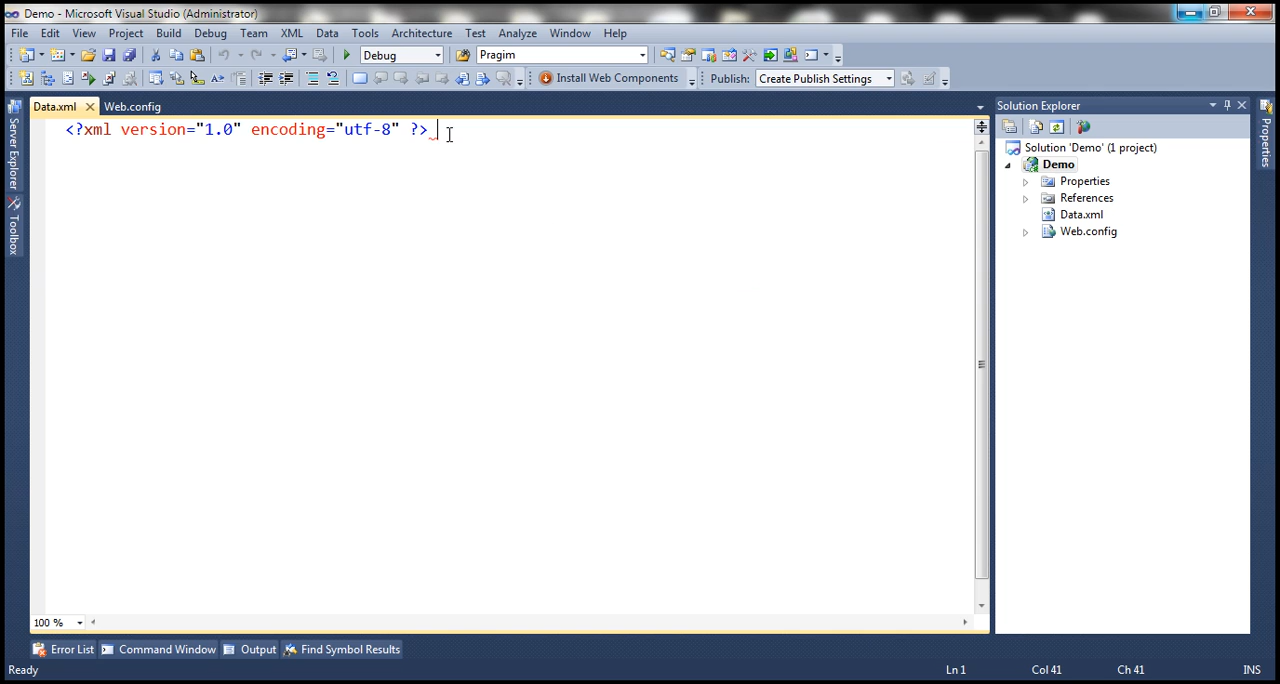 Demo - Microsoft Visual Studio (Administrator)
File Edit View Project Build Debug Team XML Data Tools Architecture Test Analyze Window Help
Debug Pragim
Install Web Components Publish: Create Publish Settings
Data.xml Web.config Solution Explorer
<?xml version="1.0" encoding="utf-8" ?>
Server Explorer
Toolbox
Solution 'Demo' (1 project)
Demo
Properties
References
Data.xml
Web.config
Properties
100 %
Error List Command Window Output Find Symbol Results
Ready Ln 1 Col 41 Ch 41 INS